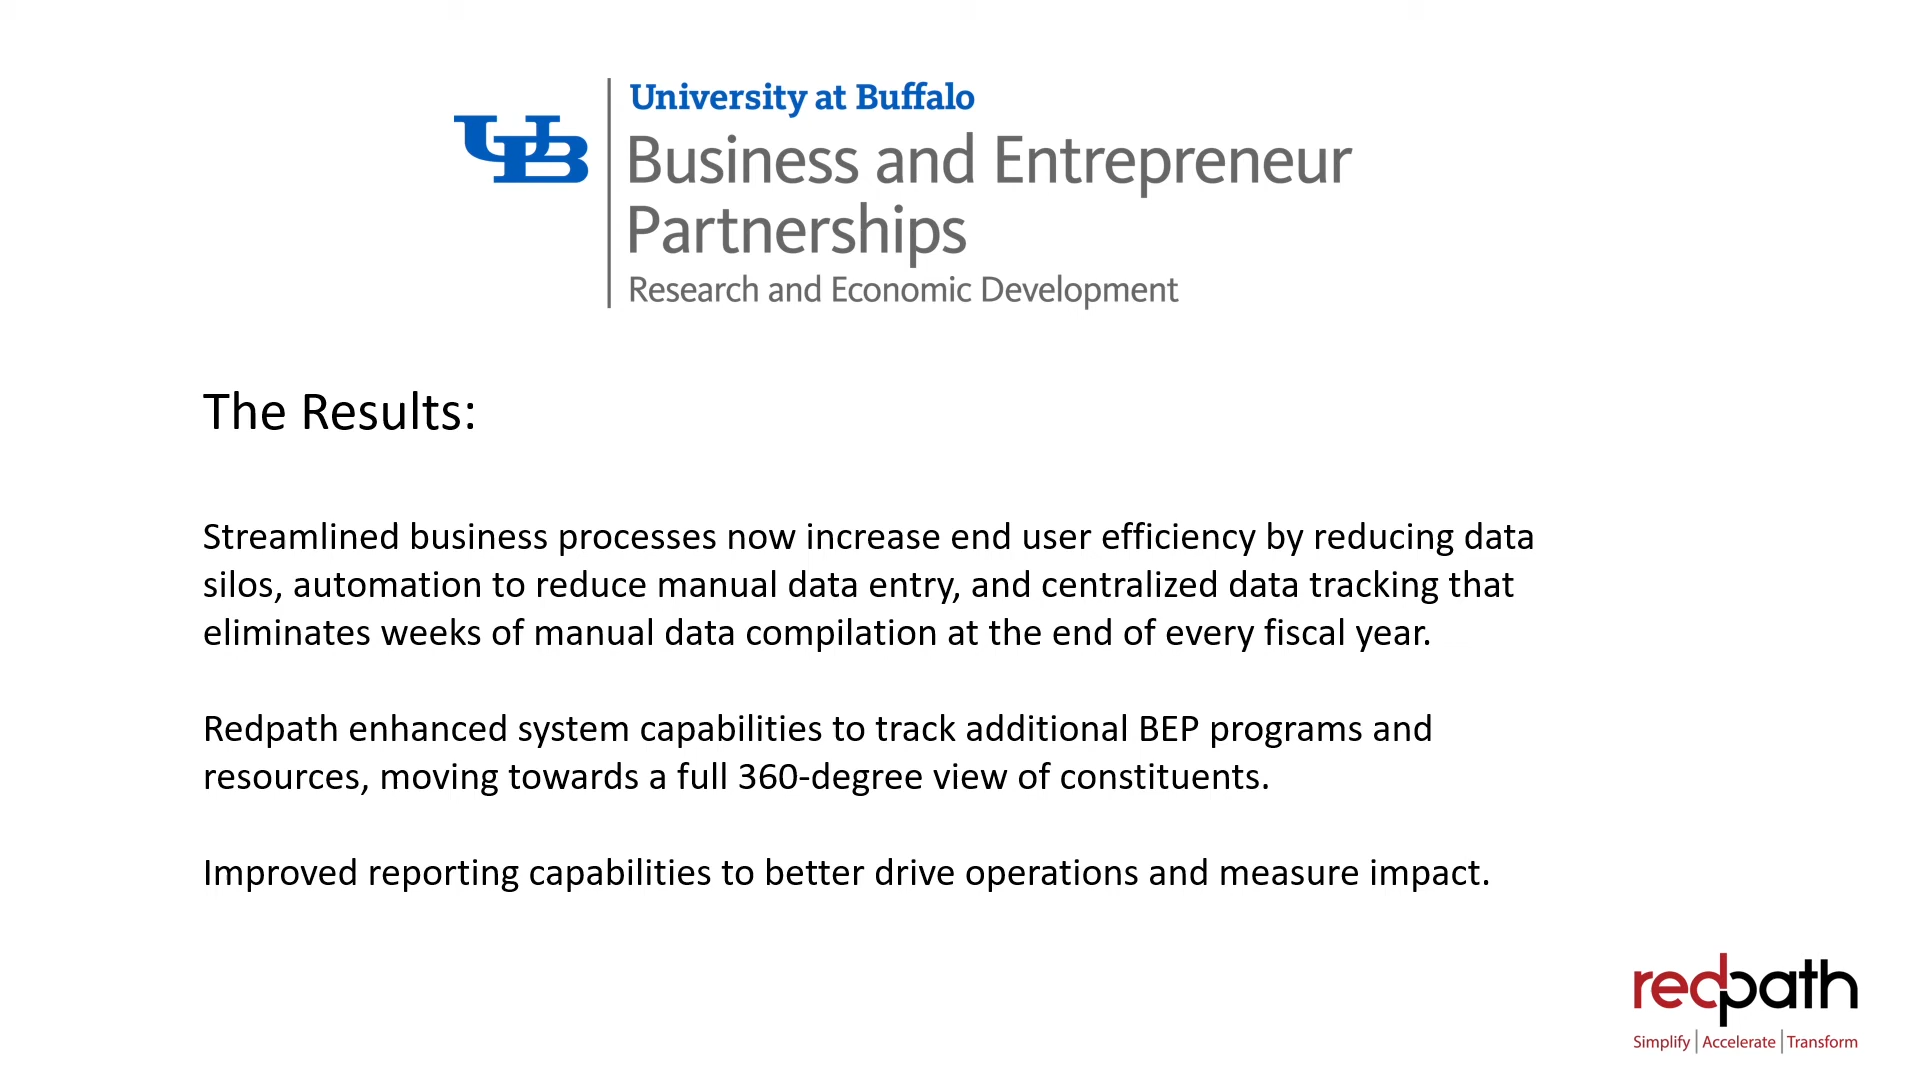 UB
University at Buffalo
Business and Entrepreneur
Partnerships
Research and Economic Development
The Results:
Streamlined business processes now increase end user efficiency by reducing data
silos, automation to reduce manual data entry, and centralized data tracking that
eliminates weeks of manual data compilation at the end of every fiscal year.
Redpath enhanced system capabilities to track additional BEP programs and
resources, moving towards a full 360-degree view of constituents.
Improved reporting capabilities to better drive operations and measure impact.
redpath
Simplify | Accelerate | Transform